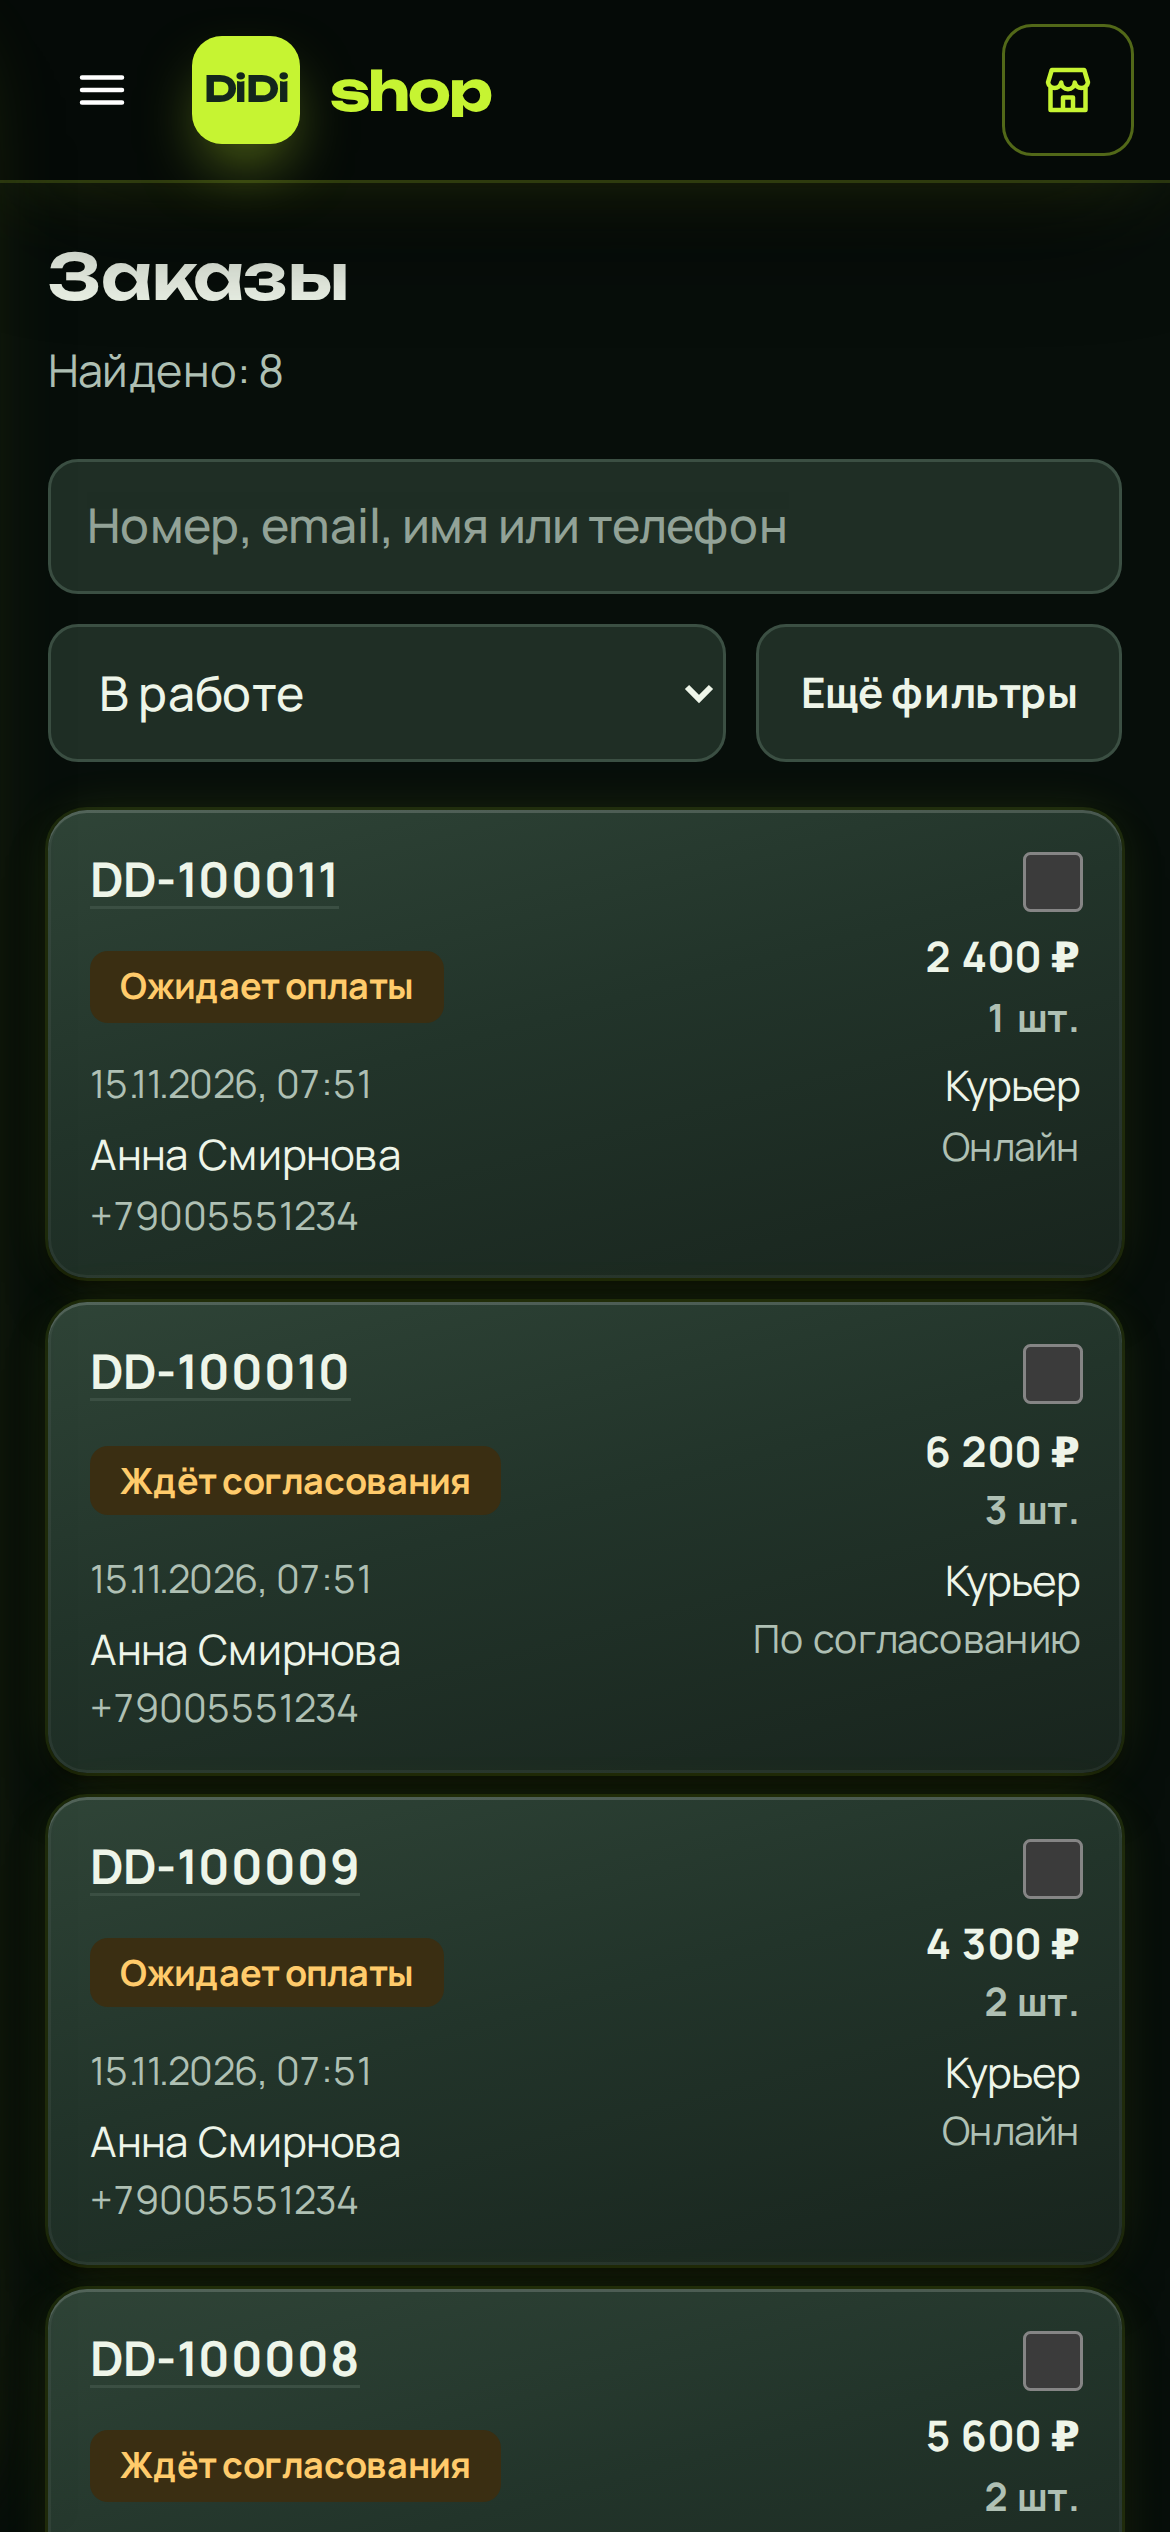 DiDi shop
Заказы
Найдено: 8
Номер, email, имя или телефон
В работе
Ещё фильтры
DD-100011
Ожидает оплаты
2 400 ₽
1 шт.
15.11.2026, 07:51
Курьер
Анна Смирнова
Онлайн
+79005551234
DD-100010
Ждёт согласования
6 200 ₽
3 шт.
15.11.2026, 07:51
Курьер
Анна Смирнова
По согласованию
+79005551234
DD-100009
Ожидает оплаты
4 300 ₽
2 шт.
15.11.2026, 07:51
Курьер
Анна Смирнова
Онлайн
+79005551234
DD-100008
Ждёт согласования
5 600 ₽
2 шт.